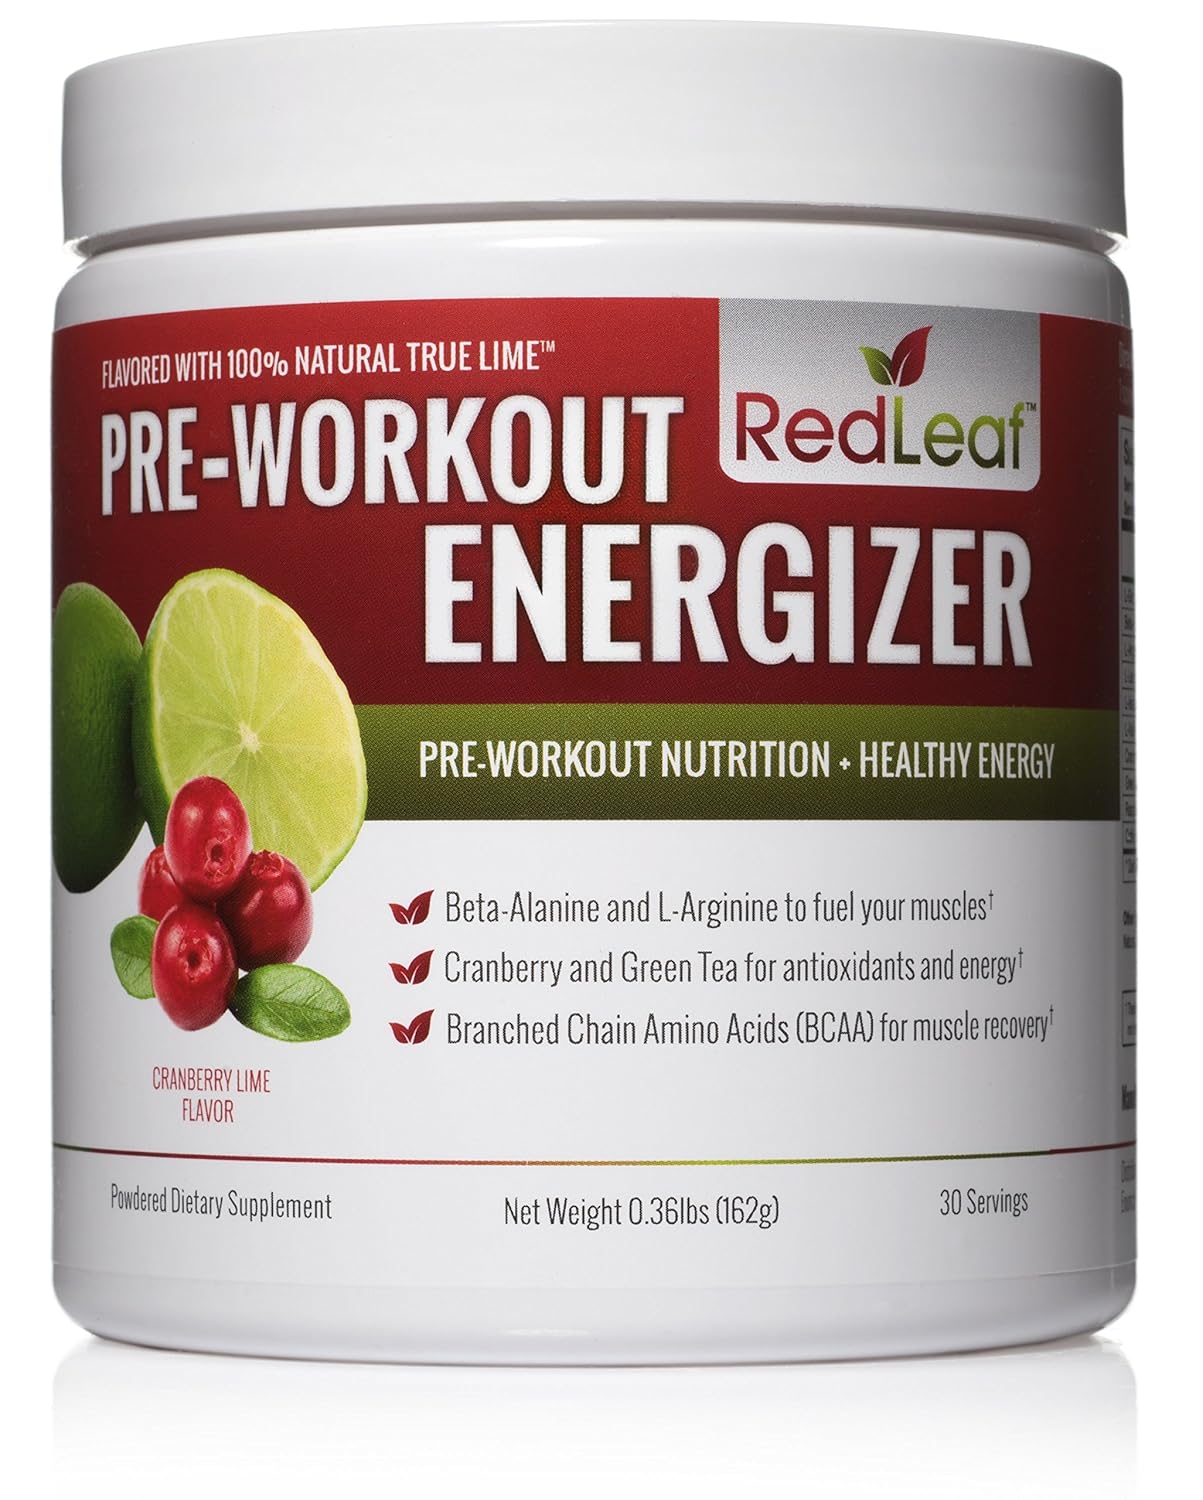 FLAVORED WITH 100% NATURAL TRUE LIME™
PRE-WORKOUT
ENERGIZER
RedLeaf™
PRE-WORKOUT NUTRITION + HEALTHY ENERGY
Beta-Alanine and L-Arginine to fuel your muscles†
Cranberry and Green Tea for antioxidants and energy†
Branched Chain Amino Acids (BCAA) for muscle recovery†
CRANBERRY LIME
FLAVOR
Powdered Dietary Supplement
Net Weight 0.36lbs (162g)
30 Servings